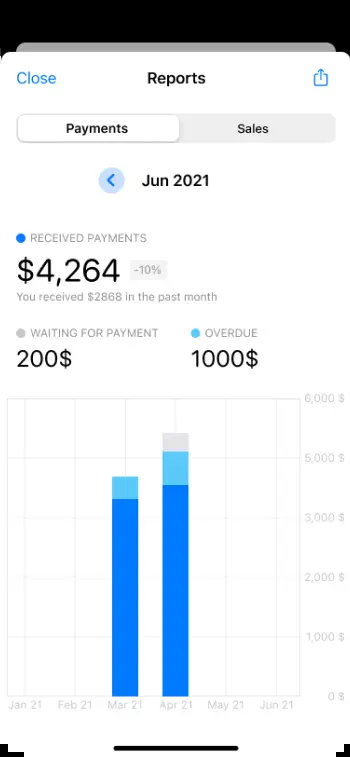 Close Reports
Payments Sales
Jun 2021
RECEIVED PAYMENTS
$4,264 -10%
You received $2868 in the past month
WAITING FOR PAYMENT OVERDUE
200$ 1000$
6,000 $
5,000 $
3,000 $
2,000 $
1,000 $
0 $
Jan 21 Feb 21 Mar 21 Apr 21 May 21 Jun 21